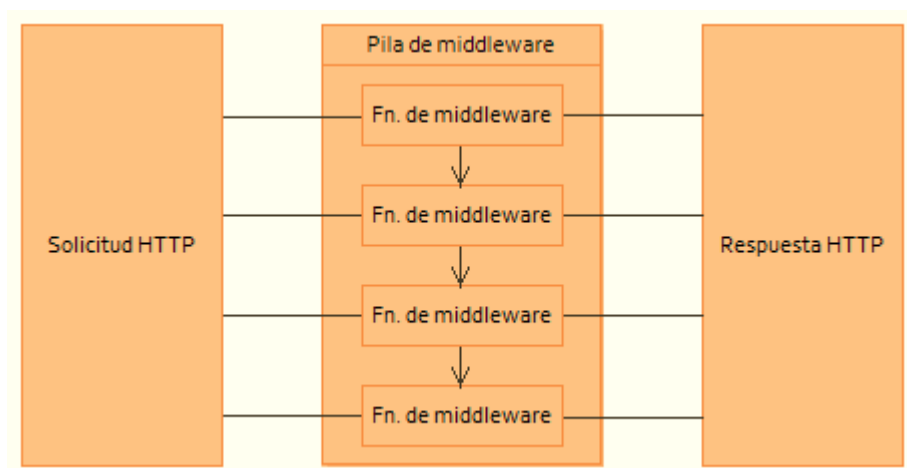 Pila de middleware
Fn. de middleware
Fn. de middleware
Solicitud HTTP
Respuesta HTTP
Fn. de middleware
Fn. de middleware